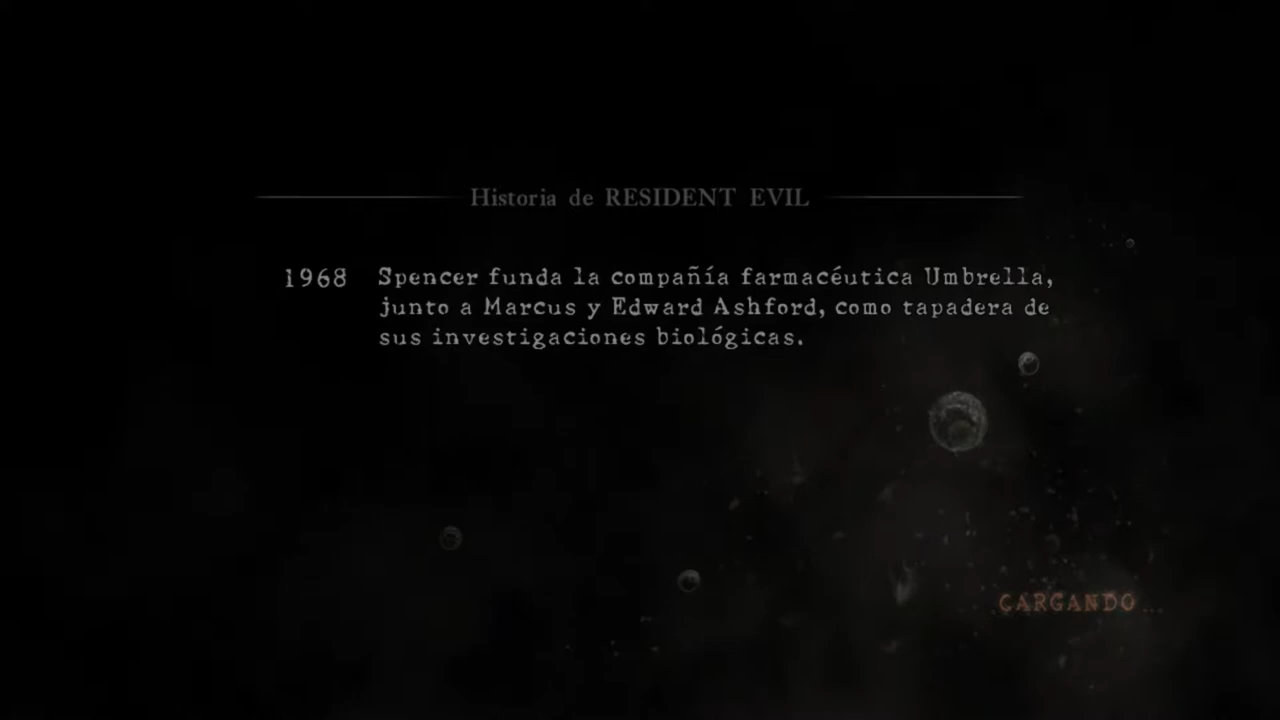 Historia de RESIDENT EVIL
1968 Spencer funda la compañía farmacéutica Umbrella,
junto a Marcus y Edward Ashford, como tapadera de
sus investigaciones biológicas.
CARGANDO...